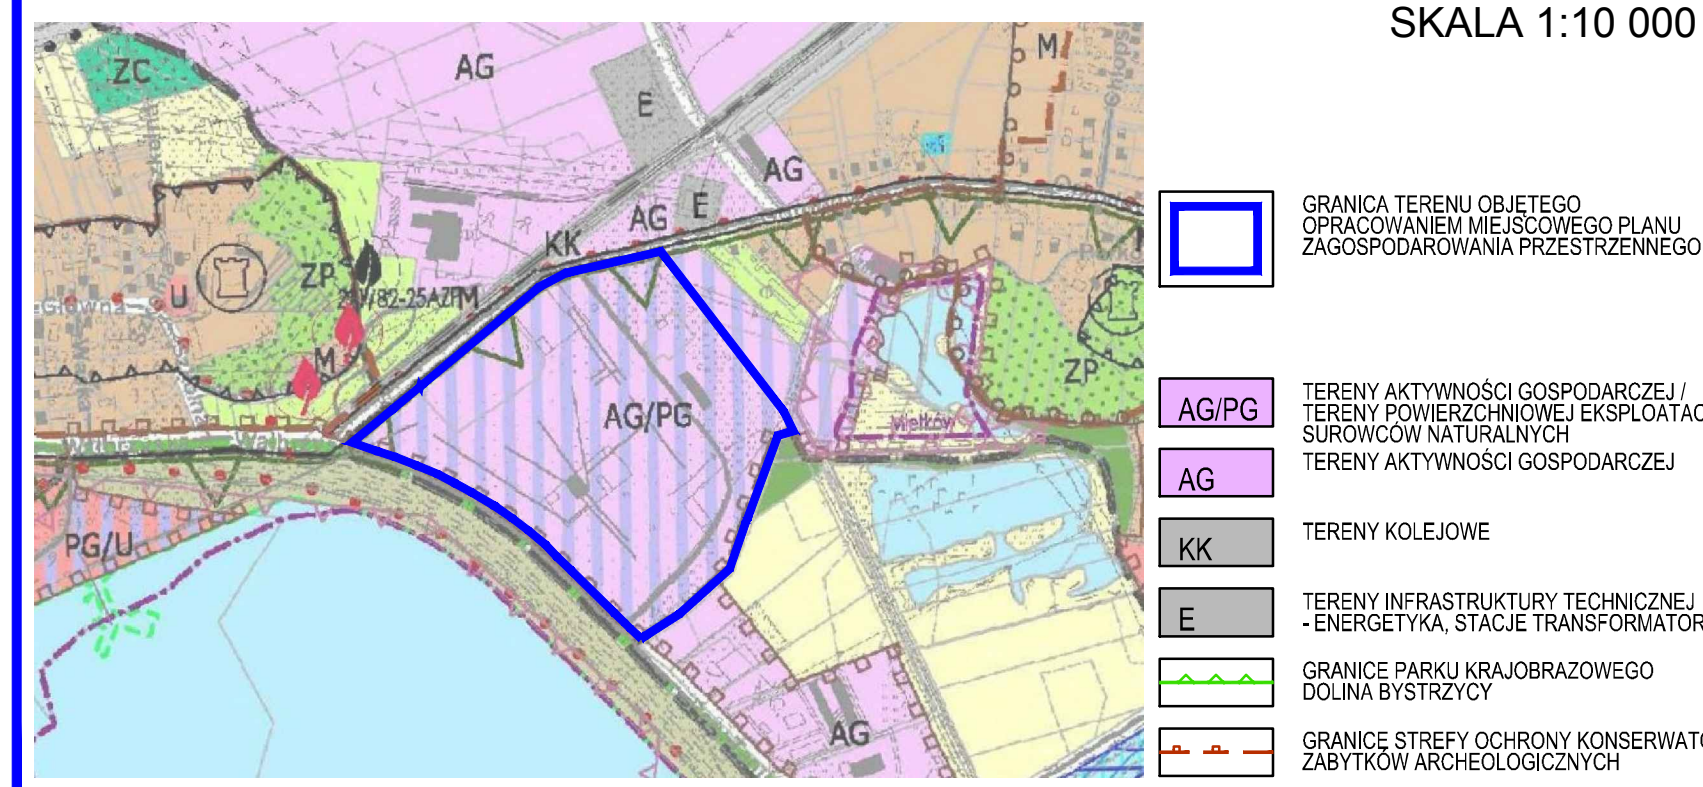 SKALA 1:10 000
ZC
AG
E
M
AG
E
AG
KK
ZP
U
M
ZP
AG/PG
Mietków
PG/U
AG
GRANICA TERENU OBJĘTEGO
OPRACOWANIEM MIEJSCOWEGO PLANU
ZAGOSPODAROWANIA PRZESTRZENNEGO
AG/PG
TERENY AKTYWNOŚCI GOSPODARCZEJ /
TERENY POWIERZCHNIOWEJ EKSPLOATAC
SUROWCÓW NATURALNYCH
AG
TERENY AKTYWNOŚCI GOSPODARCZEJ
KK
TERENY KOLEJOWE
E
TERENY INFRASTRUKTURY TECHNICZNEJ
- ENERGETYKA, STACJE TRANSFORMATOR
GRANICE PARKU KRAJOBRAZOWEGO
DOLINA BYSTRZYCY
GRANICE STREFY OCHRONY KONSERWATO
ZABYTKÓW ARCHEOLOGICZNYCH